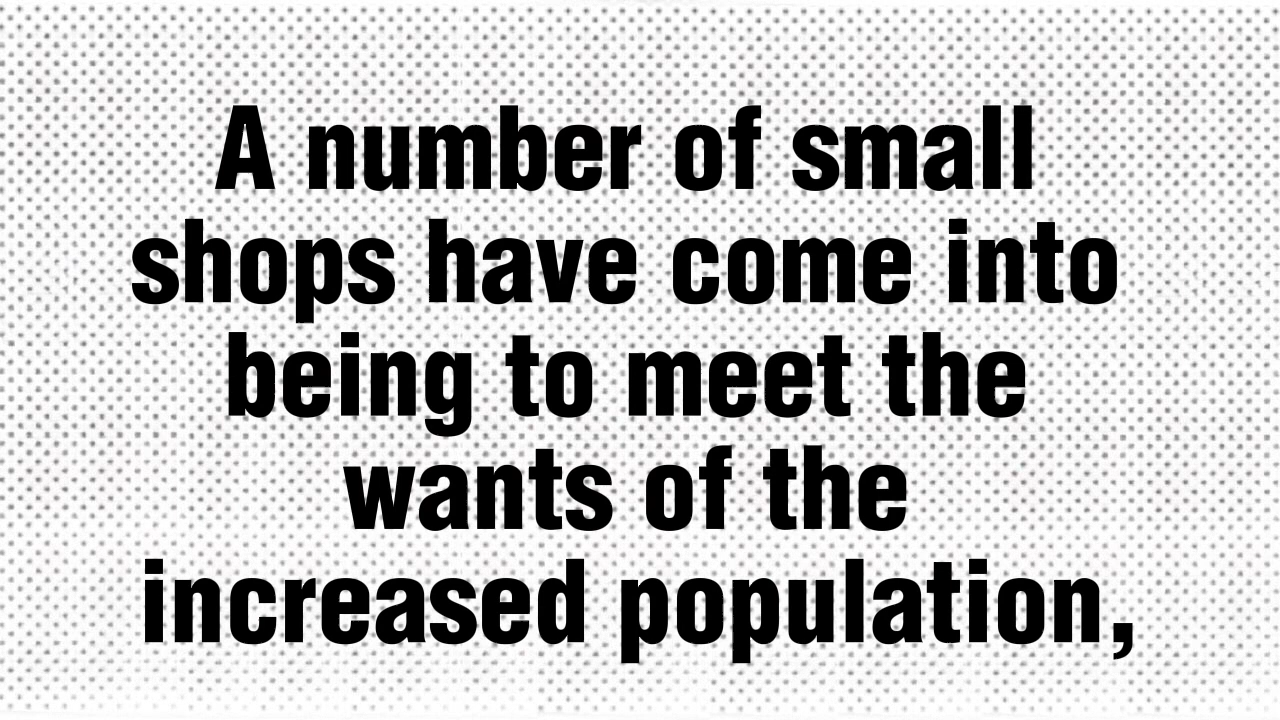 A number of small
shops have come into
being to meet the
wants of the
increased population,